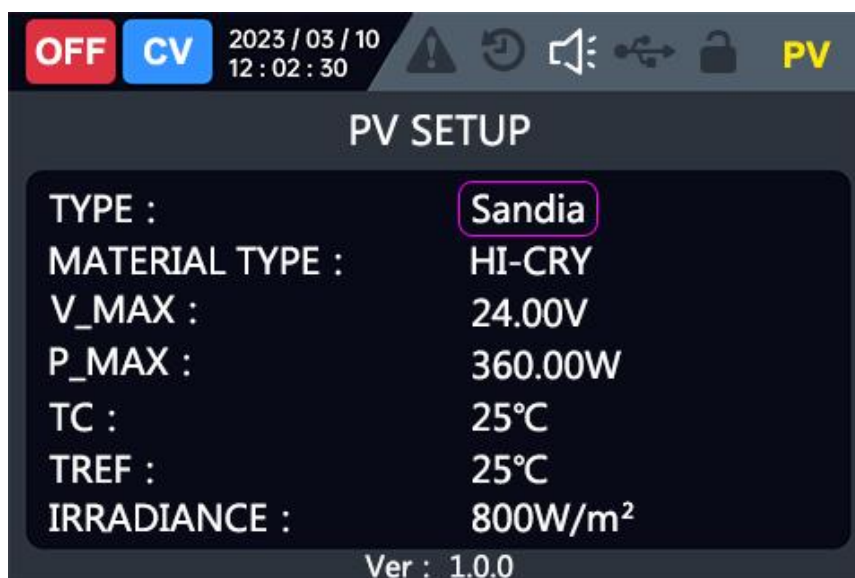 OFF CV 2023 / 03 / 10 PV
12 : 02 : 30
PV SETUP
TYPE : Sandia
MATERIAL TYPE : HI-CRY
V_MAX : 24.00V
P_MAX : 360.00W
TC : 25℃
TREF : 25℃
IRRADIANCE : 800W/m²
Ver : 1.0.0